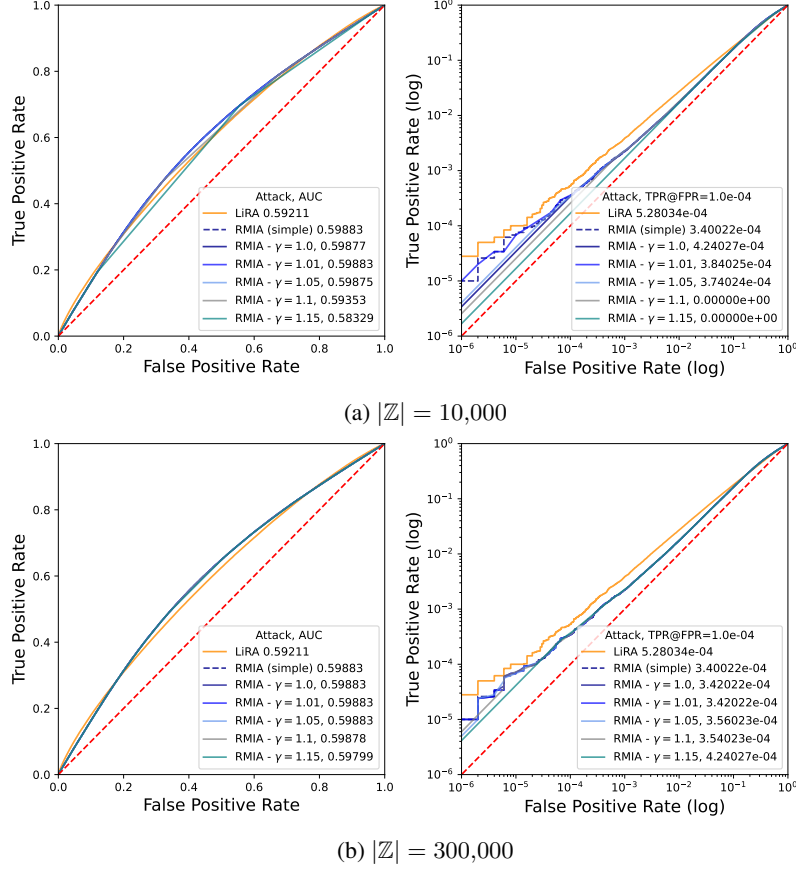 1.0
0.8
0.6
0.4
0.2
0.0
0.0 0.2 0.4 0.6 0.8 1.0
True Positive Rate
False Positive Rate
Attack, AUC
LiRA 0.59211
RMIA (simple) 0.59883
RMIA - γ = 1.0, 0.59877
RMIA - γ = 1.01, 0.59883
RMIA - γ = 1.05, 0.59875
RMIA - γ = 1.1, 0.59353
RMIA - γ = 1.15, 0.58329
10⁰
10⁻¹
10⁻²
10⁻³
10⁻⁴
10⁻⁵
10⁻⁶
10⁻⁶ 10⁻⁵ 10⁻⁴ 10⁻³ 10⁻² 10⁻¹ 10⁰
True Positive Rate (log)
False Positive Rate (log)
Attack, TPR@FPR=1.0e-04
LiRA 5.28034e-04
RMIA (simple) 3.40022e-04
RMIA - γ = 1.0, 4.24027e-04
RMIA - γ = 1.01, 3.84025e-04
RMIA - γ = 1.05, 3.74024e-04
RMIA - γ = 1.1, 0.00000e+00
RMIA - γ = 1.15, 0.00000e+00
(a) |ℤ| = 10,000
1.0
0.8
0.6
0.4
0.2
0.0
0.0 0.2 0.4 0.6 0.8 1.0
True Positive Rate
False Positive Rate
Attack, AUC
LiRA 0.59211
RMIA (simple) 0.59883
RMIA - γ = 1.0, 0.59883
RMIA - γ = 1.01, 0.59883
RMIA - γ = 1.05, 0.59883
RMIA - γ = 1.1, 0.59878
RMIA - γ = 1.15, 0.59799
10⁰
10⁻¹
10⁻²
10⁻³
10⁻⁴
10⁻⁵
10⁻⁶
10⁻⁶ 10⁻⁵ 10⁻⁴ 10⁻³ 10⁻² 10⁻¹ 10⁰
True Positive Rate (log)
False Positive Rate (log)
Attack, TPR@FPR=1.0e-04
LiRA 5.28034e-04
RMIA (simple) 3.40022e-04
RMIA - γ = 1.0, 3.42022e-04
RMIA - γ = 1.01, 3.42022e-04
RMIA - γ = 1.05, 3.56023e-04
RMIA - γ = 1.1, 3.54023e-04
RMIA - γ = 1.15, 4.24027e-04
(b) |ℤ| = 300,000